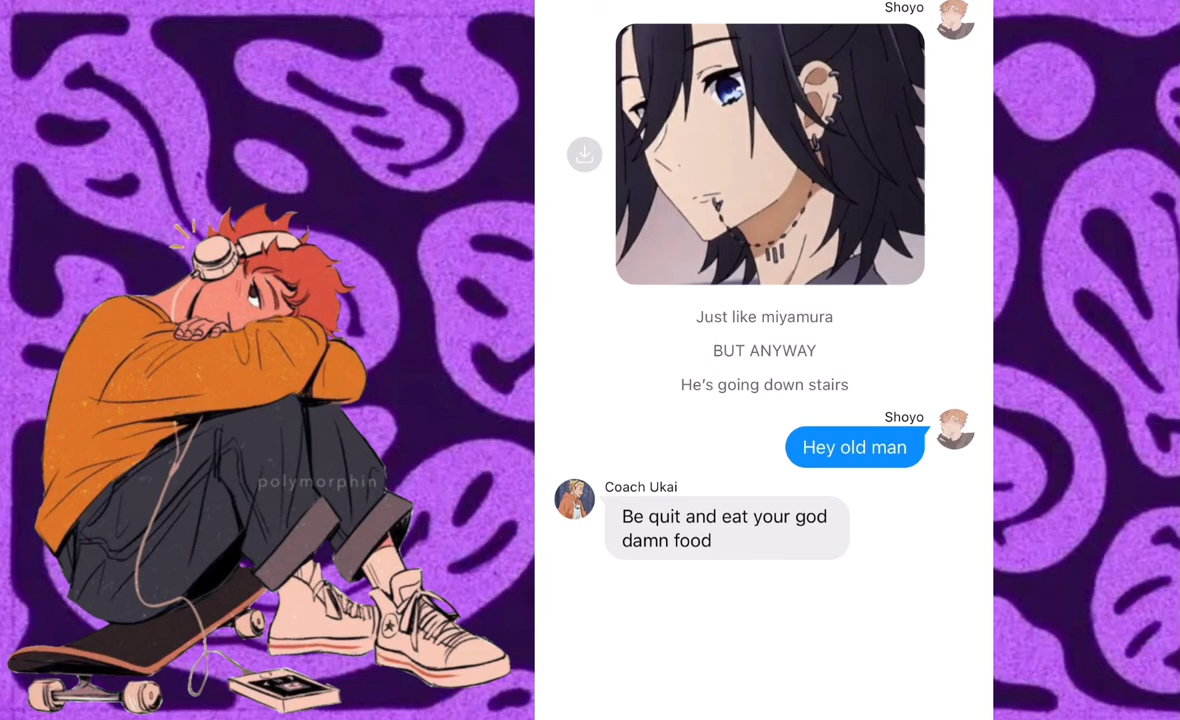 Shoyo
Just like miyamura
BUT ANYWAY
He's going down stairs
Shoyo
Hey old man
Coach Ukai
Be quit and eat your god
damn food
polymorphin